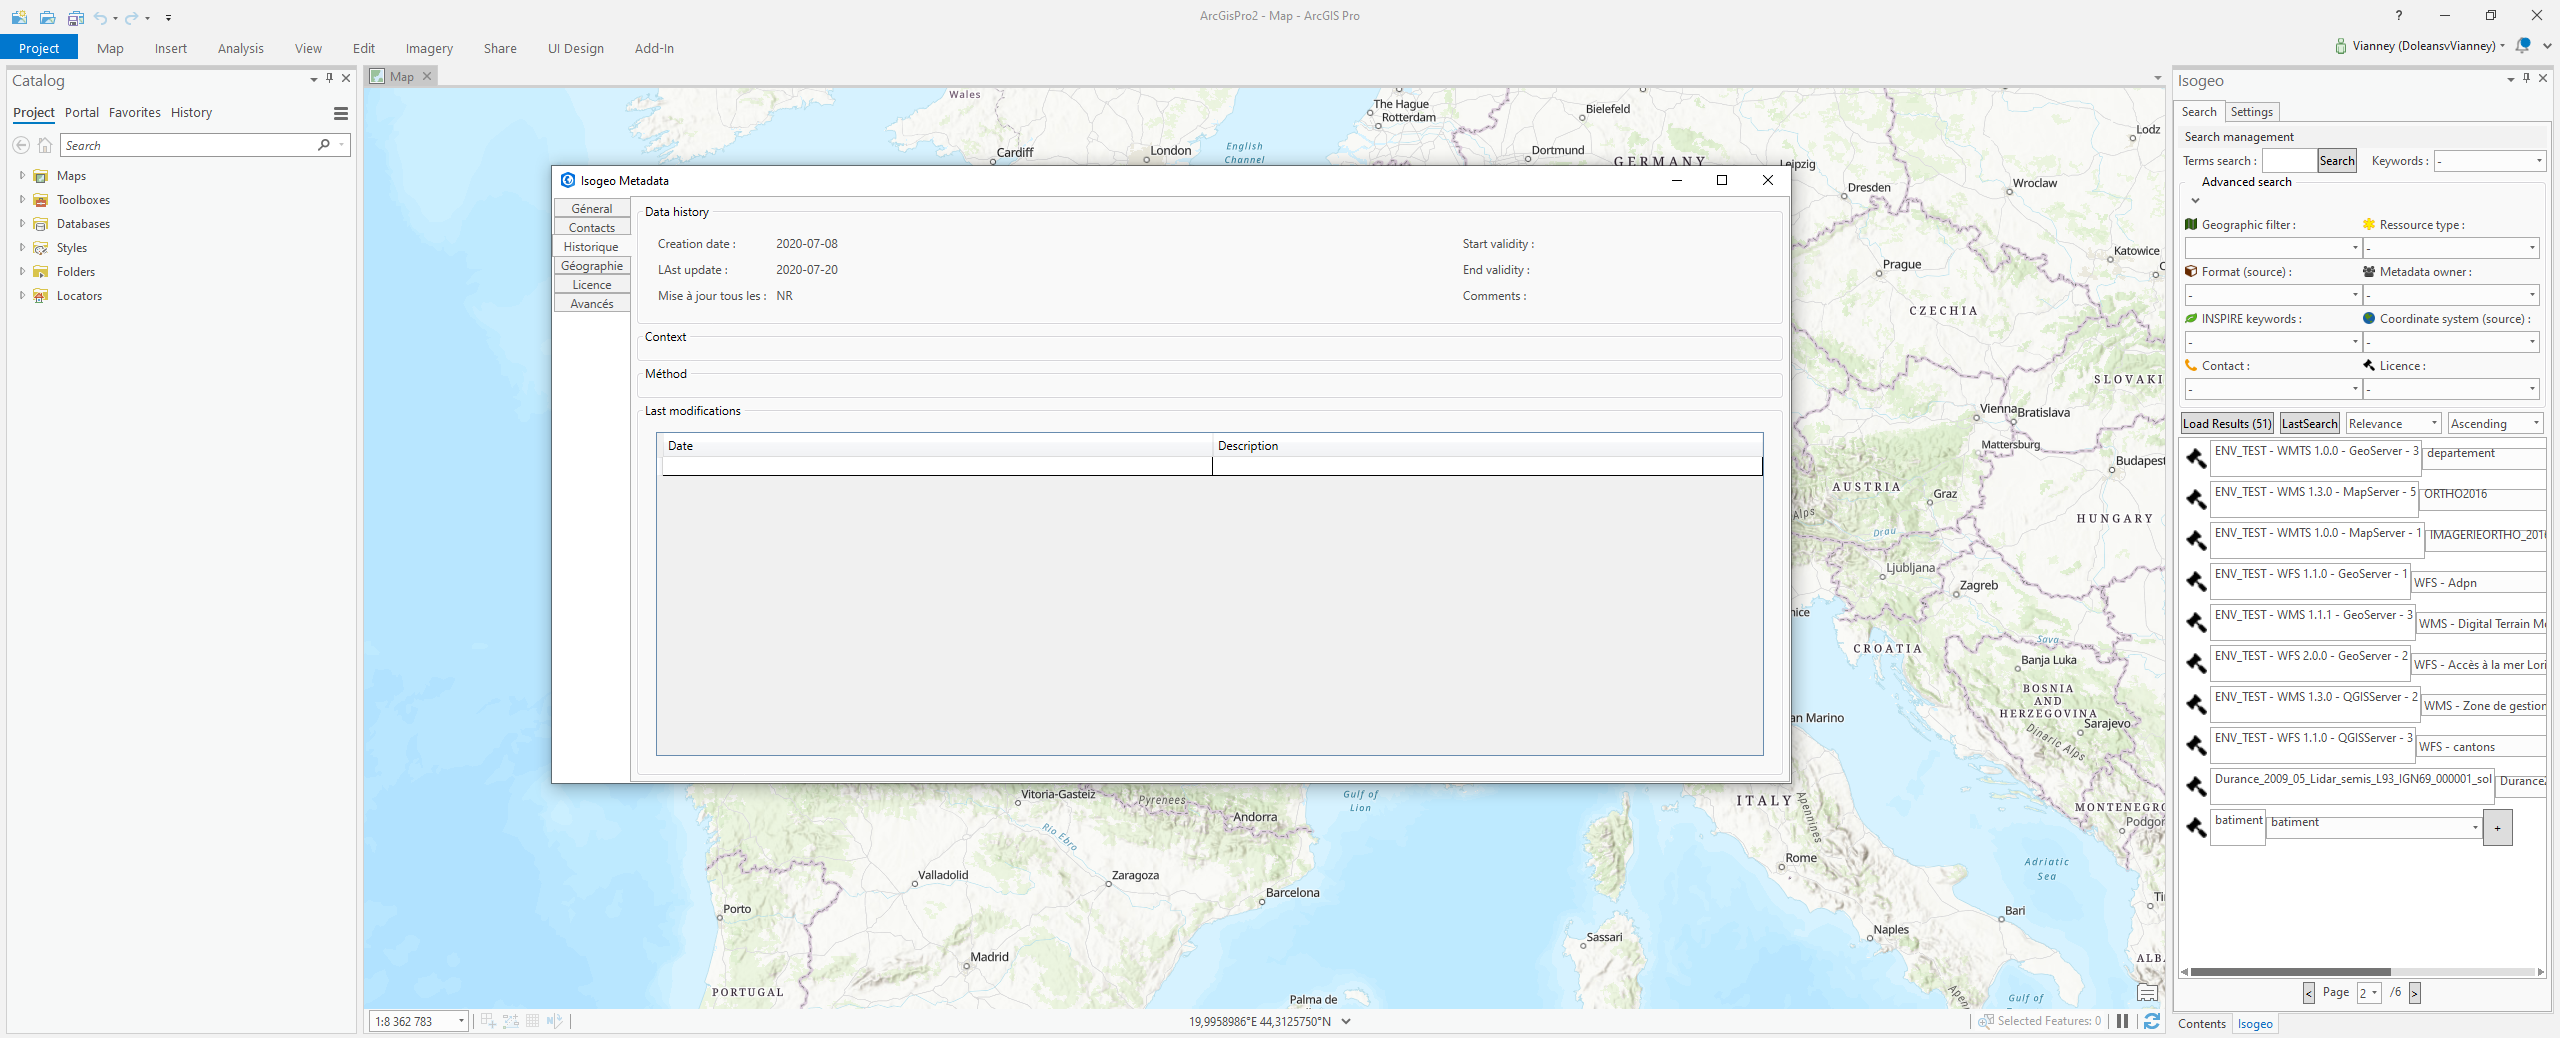 ArcGisPro2 - Map - ArcGIS Pro
?
Project Map Insert Analysis View Edit Imagery Share UI Design Add-In
Vianney (DoleansvVianney)
Catalog
Project Portal Favorites History
Search
Maps
Toolboxes
Databases
Styles
Folders
Locators
Map
Wales
Cardiff
London
English
Channel
The Hague
Rotterdam
Bielefeld
Dortmund
GERMANY
Leipzig
Dresden
Lodz
Wroclaw
Katowice
Prague
CZECHIA
SLOVAKI
Vienna
Bratislava
Mattersburg
Budapest
AUSTRIA
Graz
Alps
HUNGARY
Drau
Ljubljana
Zagreb
nice
Sava
CROATIA
Banja Luka
BOSNIA
AND
HERZEGOVINA
Sarajevo
an Marino
Dinaric Alps
MONTENEGRO
Podgor
ITALY
Apennines
Gulf of
Lion
Vitoria-Gasteiz
Pyrenees
Andorra
Rio Ebro
Valladolid
Zaragoza
Barcelona
Porto
Madrid
PORTUGAL
Palma de
Sassari
Rome
Adriatic
Sea
Bari
Ti
Naples
ALB
Apen
Gulf of
Isogeo Metadata
Géneral
Contacts
Historique
Géographie
Licence
Avancés
Data history
Creation date : 2020-07-08 Start validity :
LAst update : 2020-07-20 End validity :
Mise à jour tous les : NR Comments :
Context
Méthod
Last modifications
Date Description
1:8 362 783
19,9958986°E 44,3125750°N
Selected Features: 0
Isogeo
Search Settings
Search management
Terms search : Search Keywords : -
Advanced search
Geographic filter : Ressource type :
-
Format (source) : Metadata owner :
- -
INSPIRE keywords : Coordinate system (source) :
- -
Contact : Licence :
- -
Load Results (51) LastSearch Relevance Ascending
ENV_TEST - WMTS 1.0.0 - GeoServer - 3 departement
ENV_TEST - WMS 1.3.0 - MapServer - 5 ORTHO2016
ENV_TEST - WMTS 1.0.0 - MapServer - 1 IMAGERIEORTHO_201
ENV_TEST - WFS 1.1.0 - GeoServer - 1 WFS - Adpn
ENV_TEST - WMS 1.1.1 - GeoServer - 3 WMS - Digital Terrain Mo
ENV_TEST - WFS 2.0.0 - GeoServer - 2 WFS - Accès à la mer Lori
ENV_TEST - WMS 1.3.0 - QGISServer - 2 WMS - Zone de gestion
ENV_TEST - WFS 1.1.0 - QGISServer - 3 WFS - cantons
Durance_2009_05_Lidar_semis_L93_IGN69_000001_sol Durance
batiment batiment +
< Page 2 /6 >
Contents Isogeo